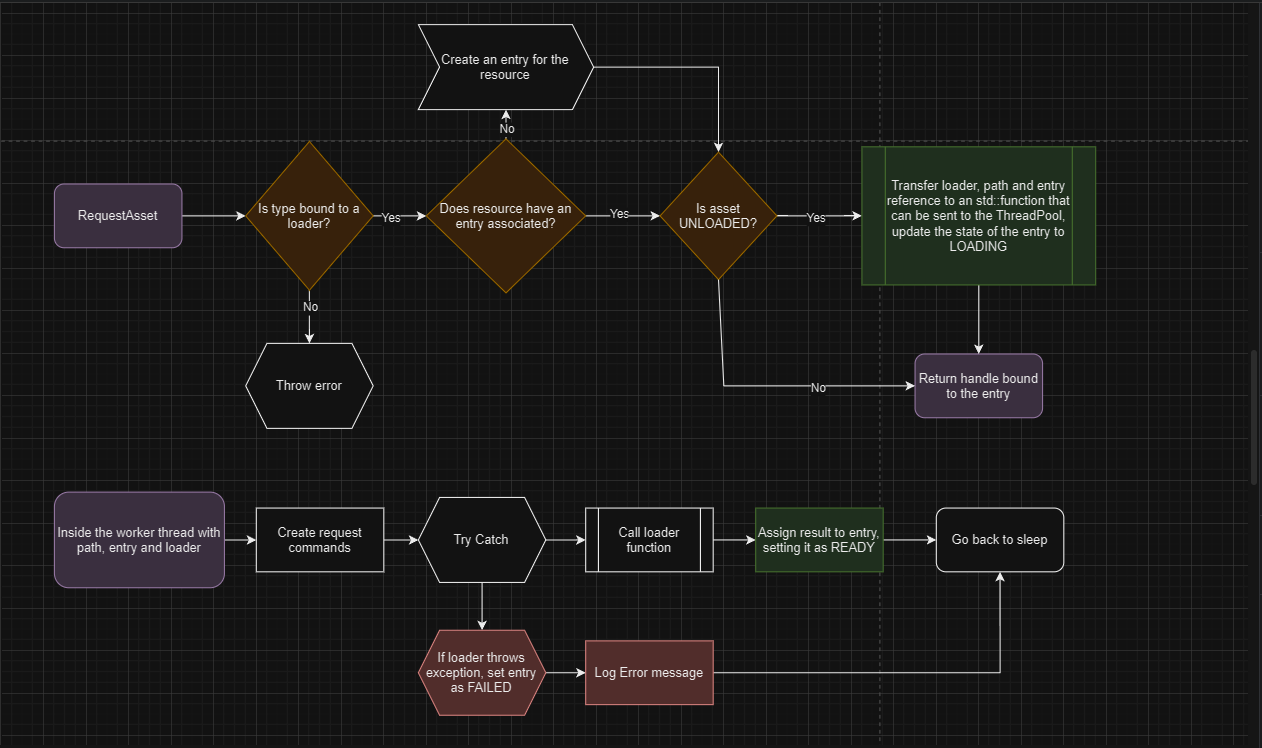 Create an entry for the
resource
No
RequestAsset
Is type bound to a
loader?
Yes
Does resource have an
entry associated?
Yes
Is asset
UNLOADED?
Yes
Transfer loader, path and entry
reference to an std::function that
can be sent to the ThreadPool,
update the state of the entry to
LOADING
No
Throw error
No
Return handle bound
to the entry
Inside the worker thread with
path, entry and loader
Create request
commands
Try Catch
Call loader
function
Assign result to entry,
setting it as READY
Go back to sleep
If loader throws
exception, set entry
as FAILED
Log Error message